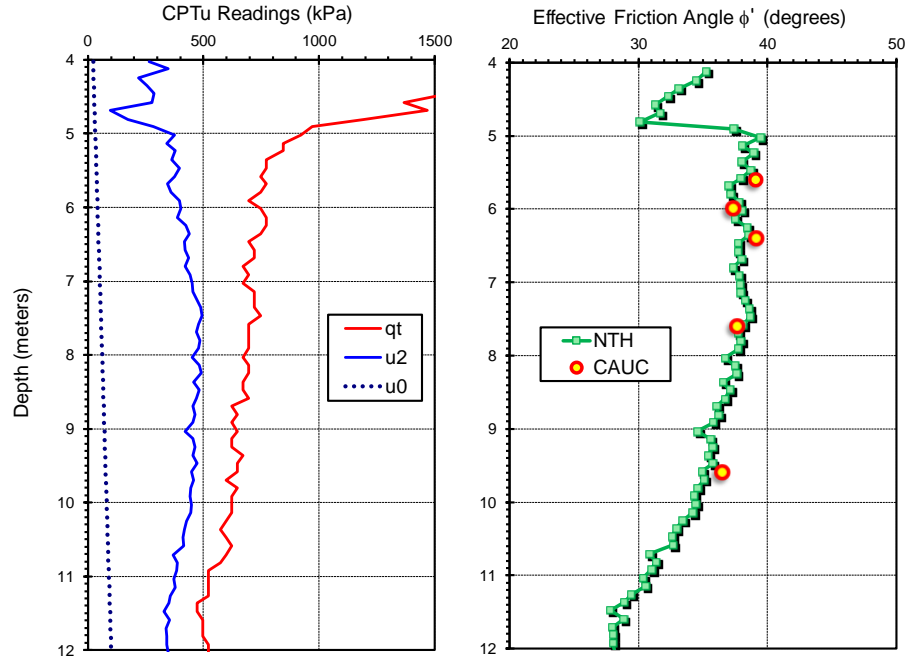 CPTu Readings (kPa)
0 500 1000 1500
4
5
6
7
8
9
10
11
12
Depth (meters)
qt
u2
u0
Effective Friction Angle ϕ' (degrees)
20 30 40 50
4
5
6
7
8
9
10
11
12
NTH
CAUC